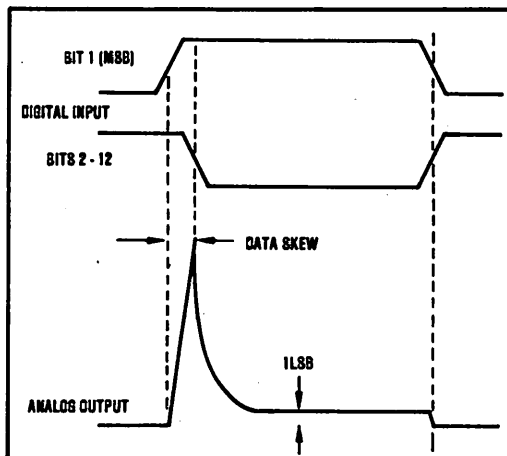 BIT 1 (MSB)
DIGITAL INPUT
BITS 2 - 12
DATA SKEW
1LSB
ANALOG OUTPUT